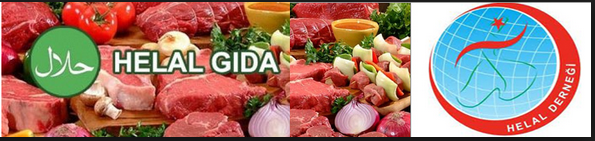 حلال
HELAL GIDA
HELAL DERNEĞİ